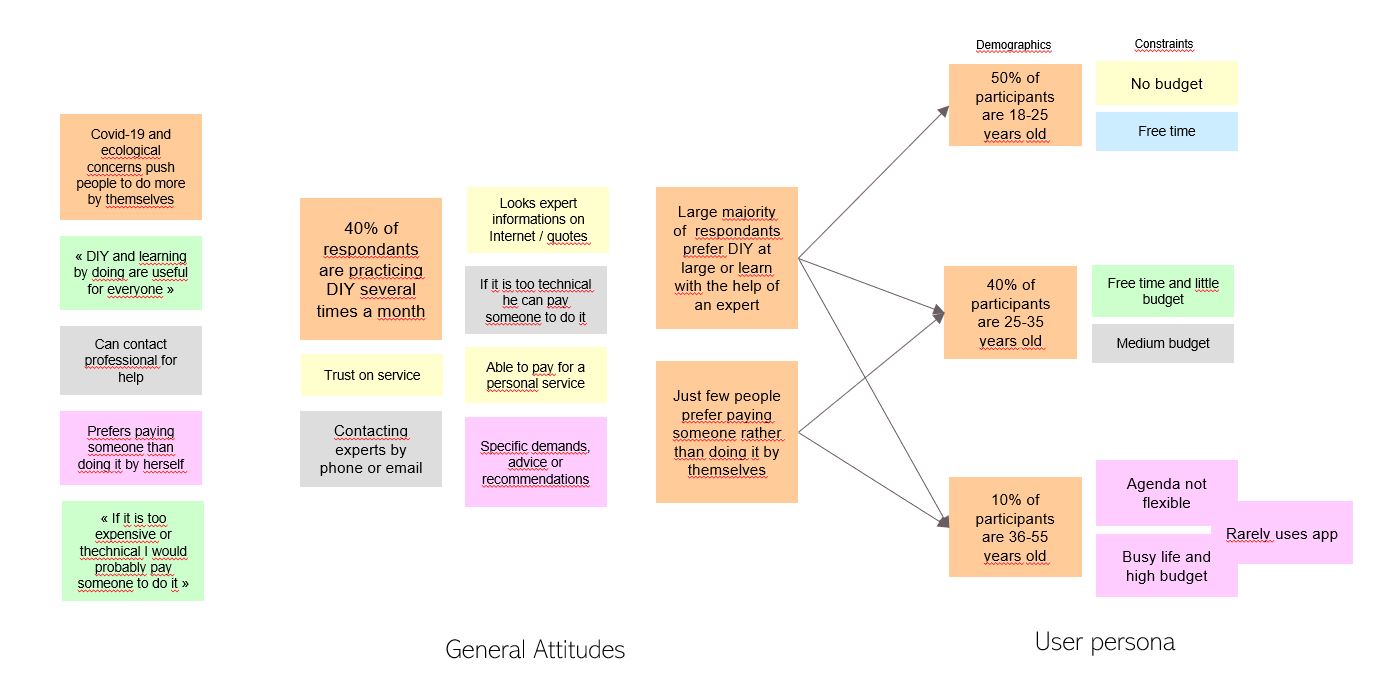 Covid-19 and
ecological
concerns push
people to do more
by themselves
« DIY and learning
by doing are useful
for everyone »
Can contact
professional for
help
Prefers paying
someone than
doing it by herself
« If it is too
expensive or
thechnical I would
probably pay
someone to do it »
40% of
respondants
are practicing
DIY several
times a month
Trust on service
Contacting
experts by
phone or email
Looks expert
informations on
Internet / quotes
If it is too technical
he can pay
someone to do it
Able to pay for a
personal service
Specific demands,
advice or
recommendations
Large majority
of respondants
prefer DIY at
large or learn
with the help of
an expert
Just few people
prefer paying
someone rather
than doing it by
themselves
General Attitudes
Demographics
Constraints
50% of
participants
are 18-25
years old
No budget
Free time
40% of
participants
are 25-35
years old
Free time and little
budget
Medium budget
10% of
participants
are 36-55
years old
Agenda not
flexible
Rarely uses app
Busy life and
high budget
User persona